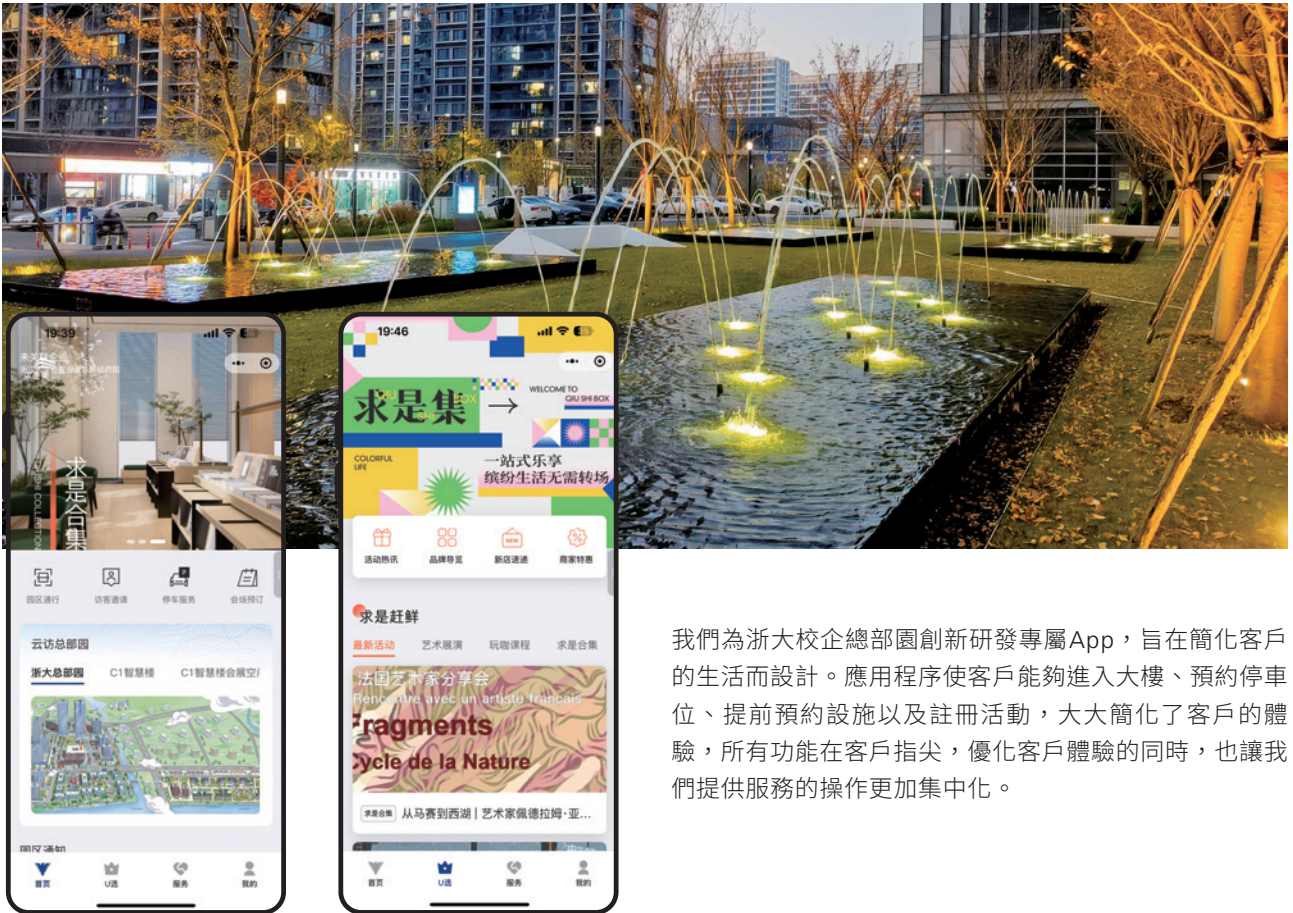 19:39
求是合集
园区通行
访客邀请
停车服务
会场预订
云访总部园
浙大总部园 C1智慧楼 C1智慧楼会展空间
园区通知
首页
U选
服务
我的
19:46
求是集
QIU
SHI
BOX
WELCOME TO
QIU SHI BOX
COLORFUL
LIFE
一站式乐享
缤纷生活无需转场
活动热讯
品牌导览
NEW
新店速递
商家特惠
求是赶鲜
最新活动 艺术展演 玩咖课程 求是合集
法国艺术家分享会
Rencontre avec un artiste francais
Fragments
Cycle de la Nature
求是合集 从马赛到西湖 | 艺术家佩德拉姆·亚...
首页
U选
服务
我的
我們為浙大校企總部園創新研發專屬App，旨在簡化客戶
的生活而設計。應用程序使客戶能夠進入大樓、預約停車
位、提前預約設施以及註冊活動，大大簡化了客戶的體
驗，所有功能在客戶指尖，優化客戶體驗的同時，也讓我
們提供服務的操作更加集中化。